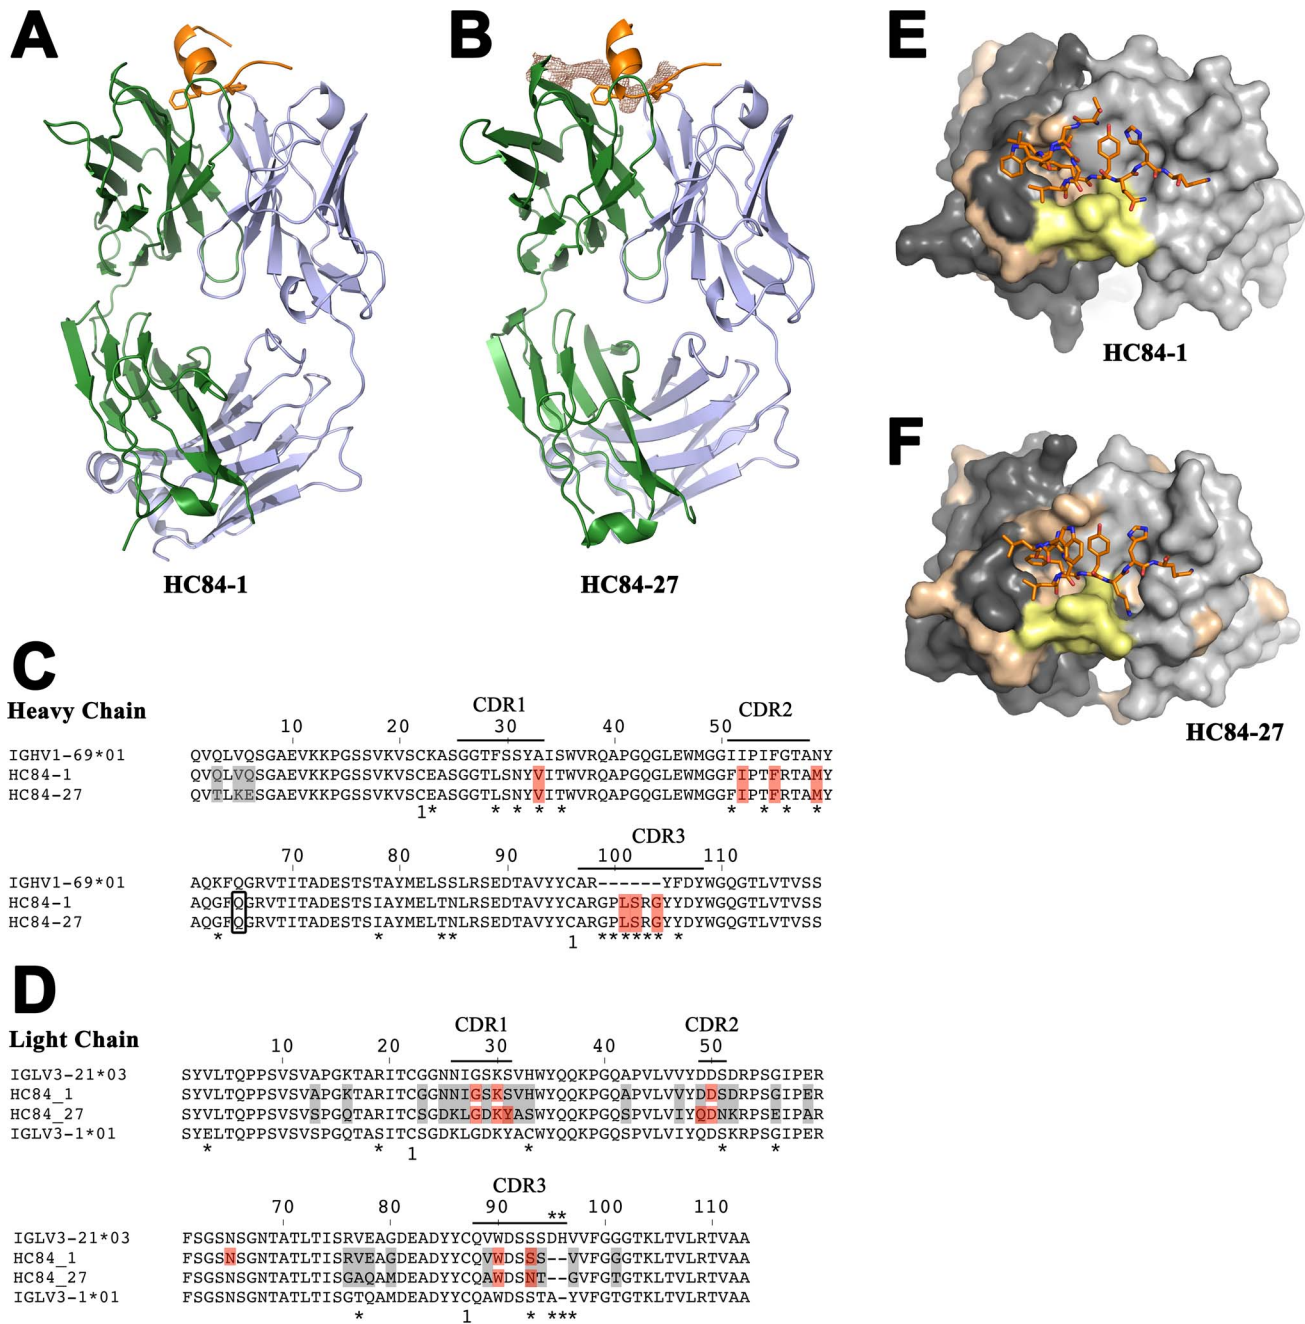 A
B
E
HC84-1
HC84-27
HC84-1
F
HC84-27
C
Heavy Chain
CDR1
CDR2
10 20 30 40 50
IGHV1-69*01 QVQLVQSGAEVKKPGSSVKVSCKASGGTFSSYAISWVRQAPGQGLEWMGGIIPIFGTANY
HC84-1 QVQLVQSGAEVKKPGSSVKVSCEASGGTLSNYVITWVRQAPGQGLEWMGGFIPTFRTAMY
HC84-27 QVTLKESGAEVKKPGSSVKVSCEASGGTLSNYVITWVRQAPGQGLEWMGGFIPTFRTAMY
1* * * * * * * * *
CDR3
70 80 90 100 110
IGHV1-69*01 AQKFQGRVTITADESTSTAYMELSSLRSEDTAVYYCAR------YFDYWGQGTLVTVSS
HC84-1 AQGFQGRVTITADESTSIAYMELTNLRSEDTAVYYCARGPLSRGYYDYWGQGTLVTVSS
HC84-27 AQGFQGRVTITADESTSIAYMELTNLRSEDTAVYYCARGPLSRGYYDYWGQGTLVTVSS
* * ** 1 ****** *
D
Light Chain
CDR1
CDR2
10 20 30 40 50
IGLV3-21*03 SYVLTQPPSVSVAPGKTARITCGGNNIGSKSVHWYQQKPGQAPVLVVYDDSDRPSGIPER
HC84_1 SYVLTQPPSVSVAPGKTARITCGGNNIGSKSVHWYQQKPGQAPVLVVYDDSDRPSGIPER
HC84_27 SYVLTQPPSVSVSPGQTARITCSGDKLGDKYASWYQQKPGQSPVLVIYQDNKRPSEIPAR
IGLV3-1*01 SYELTQPPSVSVSPGQTASITCSGDKLGDKYACWYQQKPGQSPVLVIYQDSKRPSGIPER
* * 1 * * *
CDR3
70 80 90 ** 100 110
IGLV3-21*03 FSGSNSGNTATLTISRVEAGDEADYYCQVWDSSSDHVVFGGGTKLTVLRTVAA
HC84_1 FSGSNSGNTATLTISRVEAGDEADYYCQVWDSSS--VVFGGGTKLTVLRTVAA
HC84_27 FSGSNSGNTATLTISGAQAMDEADYYCQAWDSNT--GVFGTGTKLTVLRTVAA
IGLV3-1*01 FSGSNSGNTATLTISGTQAMDEADYYCQAWDSSTA-YVFGTGTKLTVLRTVAA
* 1 * ***